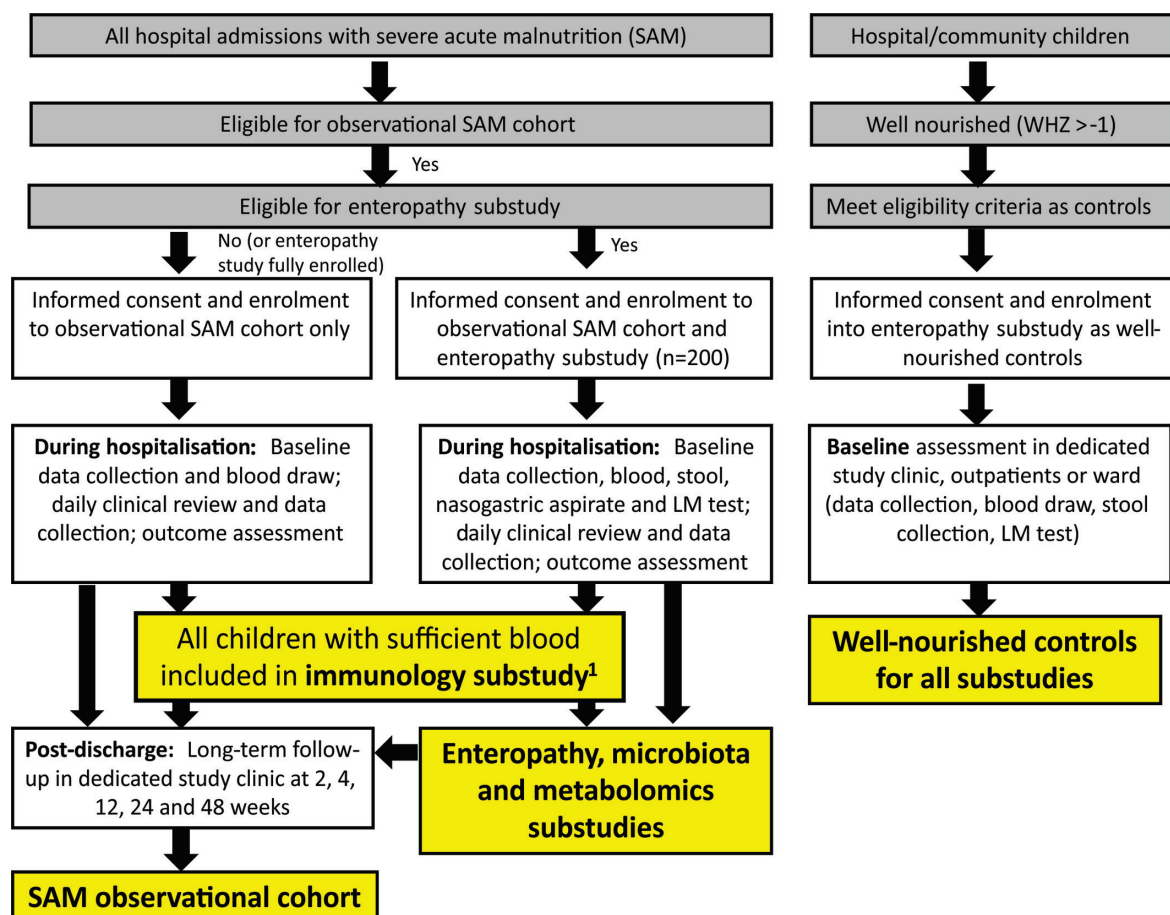 All hospital admissions with severe acute malnutrition (SAM)
Eligible for observational SAM cohort
Yes
Eligible for enteropathy substudy
No (or enteropathy
study fully enrolled)
Yes
Informed consent and enrolment
to observational SAM cohort only
Informed consent and enrolment to
observational SAM cohort and
enteropathy substudy (n=200)
During hospitalisation: Baseline
data collection and blood draw;
daily clinical review and data
collection; outcome assessment
During hospitalisation: Baseline
data collection, blood, stool,
nasogastric aspirate and LM test;
daily clinical review and data
collection; outcome assessment
All children with sufficient blood
included in immunology substudy¹
Post-discharge: Long-term follow-
up in dedicated study clinic at 2, 4,
12, 24 and 48 weeks
Enteropathy, microbiota
and metabolomics
substudies
SAM observational cohort
Hospital/community children
Well nourished (WHZ >-1)
Meet eligibility criteria as controls
Informed consent and enrolment
into enteropathy substudy as well-
nourished controls
Baseline assessment in dedicated
study clinic, outpatients or ward
(data collection, blood draw, stool
collection, LM test)
Well-nourished controls
for all substudies